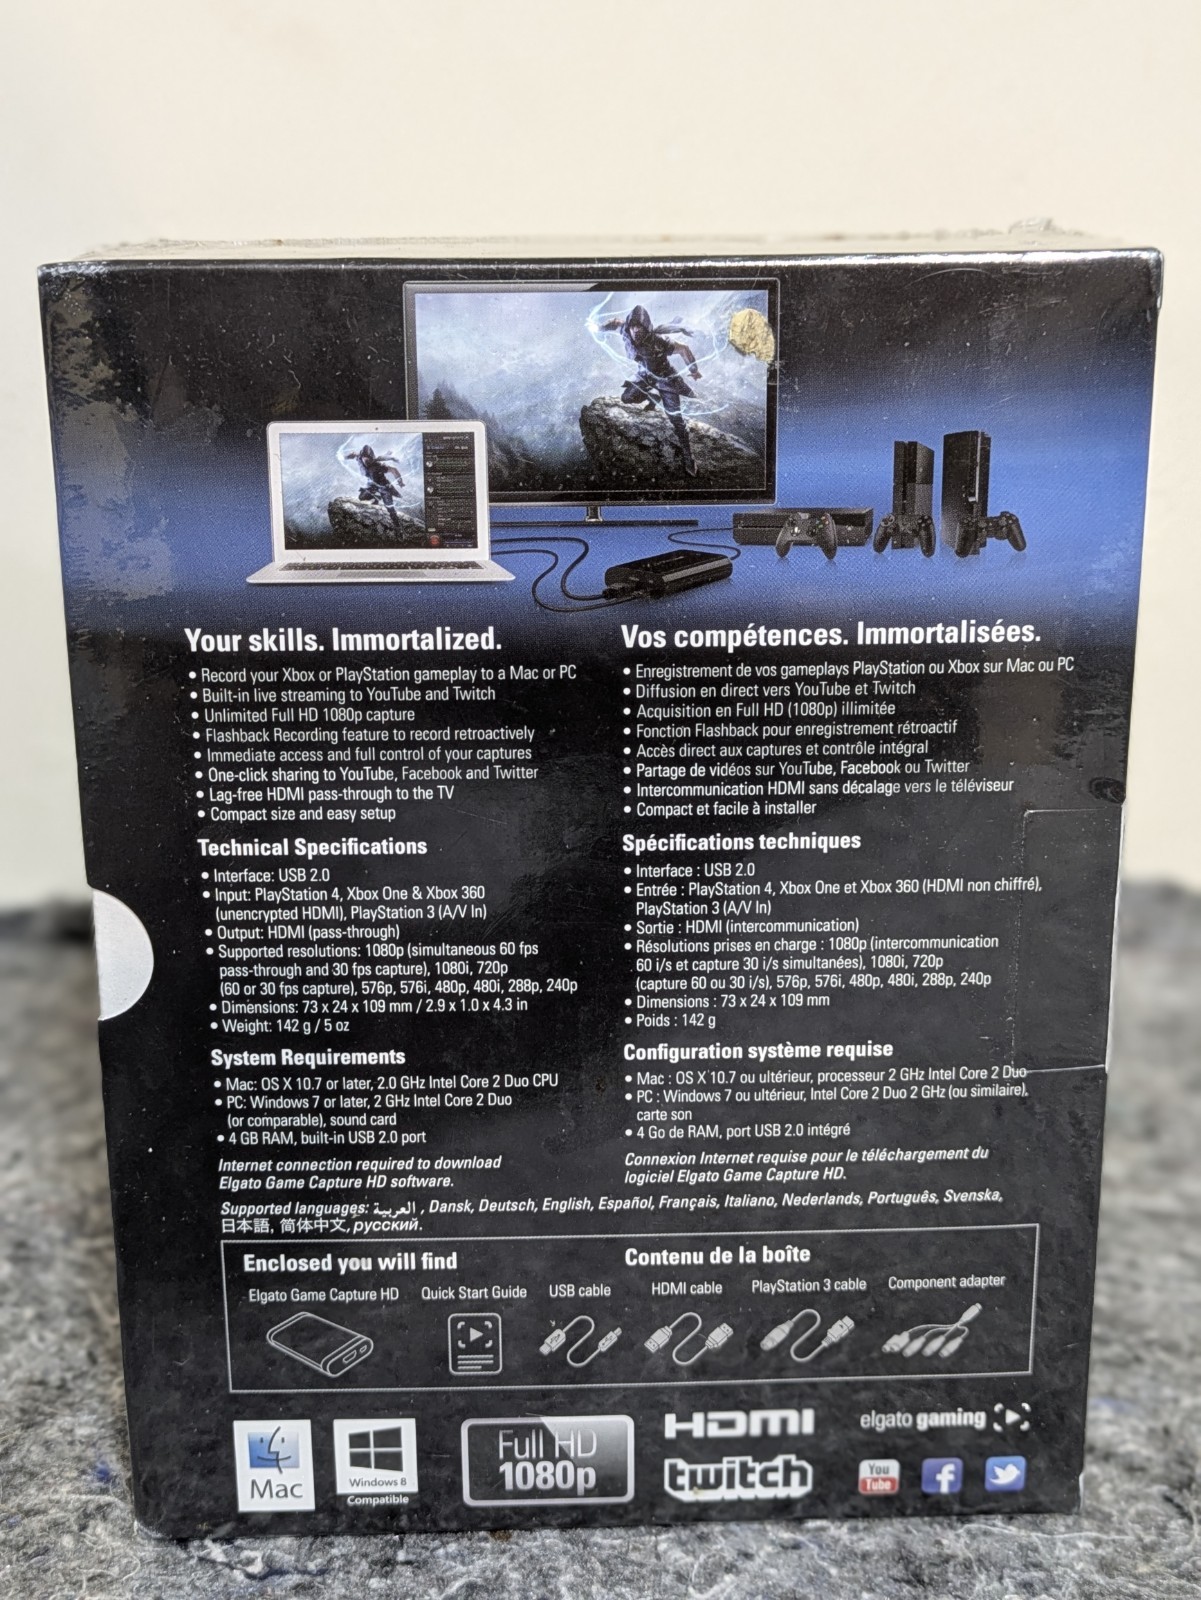 Your skills. Immortalized.
• Record your Xbox or PlayStation gameplay to a Mac or PC
• Built-in live streaming to YouTube and Twitch
• Unlimited Full HD 1080p capture
• Flashback Recording feature to record retroactively
• Immediate access and full control of your captures
• One-click sharing to YouTube, Facebook and Twitter
• Lag-free HDMI pass-through to the TV
• Compact size and easy setup
Technical Specifications
• Interface: USB 2.0
• Input: PlayStation 4, Xbox One & Xbox 360
(unencrypted HDMI), PlayStation 3 (A/V In)
• Output: HDMI (pass-through)
• Supported resolutions: 1080p (simultaneous 60 fps
pass-through and 30 fps capture), 1080i, 720p
(60 or 30 fps capture), 576p, 576i, 480p, 480i, 288p, 240p
• Dimensions: 73 x 24 x 109 mm / 2.9 x 1.0 x 4.3 in
• Weight: 142 g / 5 oz
System Requirements
• Mac: OS X 10.7 or later, 2.0 GHz Intel Core 2 Duo CPU
• PC: Windows 7 or later, 2 GHz Intel Core 2 Duo
(or comparable), sound card
• 4 GB RAM, built-in USB 2.0 port
Internet connection required to download
Elgato Game Capture HD software.
Vos compétences. Immortalisées.
• Enregistrement de vos gameplays PlayStation ou Xbox sur Mac ou PC
• Diffusion en direct vers YouTube et Twitch
• Acquisition en Full HD (1080p) illimitée
• Fonction Flashback pour enregistrement rétroactif
• Accès direct aux captures et contrôle intégral
• Partage de vidéos sur YouTube, Facebook ou Twitter
• Intercommunication HDMI sans décalage vers le téléviseur
• Compact et facile à installer
Spécifications techniques
• Interface : USB 2.0
• Entrée : PlayStation 4, Xbox One et Xbox 360 (HDMI non chiffré),
PlayStation 3 (A/V In)
• Sortie : HDMI (intercommunication)
• Résolutions prises en charge : 1080p (intercommunication
60 i/s et capture 30 i/s simultanées), 1080i, 720p
(capture 60 ou 30 i/s), 576p, 576i, 480p, 480i, 288p, 240p
• Dimensions : 73 x 24 x 109 mm
• Poids : 142 g
Configuration système requise
• Mac : OS X 10.7 ou ultérieur, processeur 2 GHz Intel Core 2 Duo
• PC : Windows 7 ou ultérieur, Intel Core 2 Duo 2 GHz (ou similaire),
carte son
• 4 Go de RAM, port USB 2.0 intégré
Connexion Internet requise pour le téléchargement du
logiciel Elgato Game Capture HD.
Supported languages: العربية , Dansk, Deutsch, English, Español, Français, Italiano, Nederlands, Português, Svenska,
日本語, 简体中文, русский.
Enclosed you will find Contenu de la boîte
Elgato Game Capture HD Quick Start Guide USB cable HDMI cable PlayStation 3 cable Component adapter
Mac
Windows 8
Compatible
Full HD
1080p
HDMI
twitch
elgato gaming
You
Tube
f